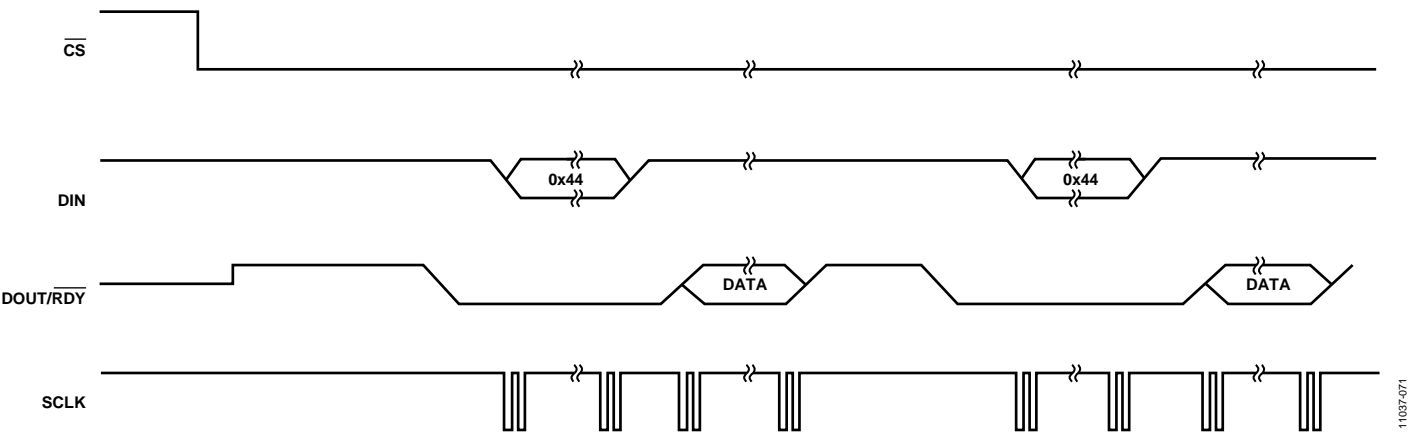 CS
DIN
0x44
0x44
DOUT/RDY
DATA
DATA
SCLK
11037-071